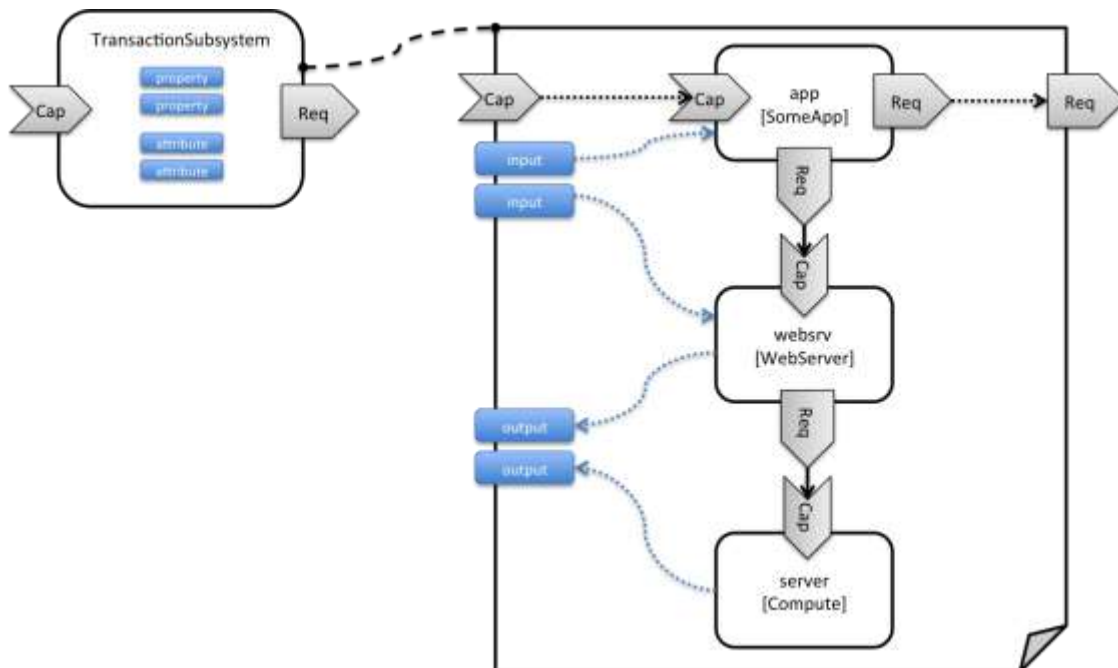 TransactionSubsystem
property
property
attribute
attribute
Cap
Req
Cap
Cap
app
[SomeApp]
Req
Req
input
input
Req
Cap
websrv
[WebServer]
output
output
Req
Cap
server
[Compute]